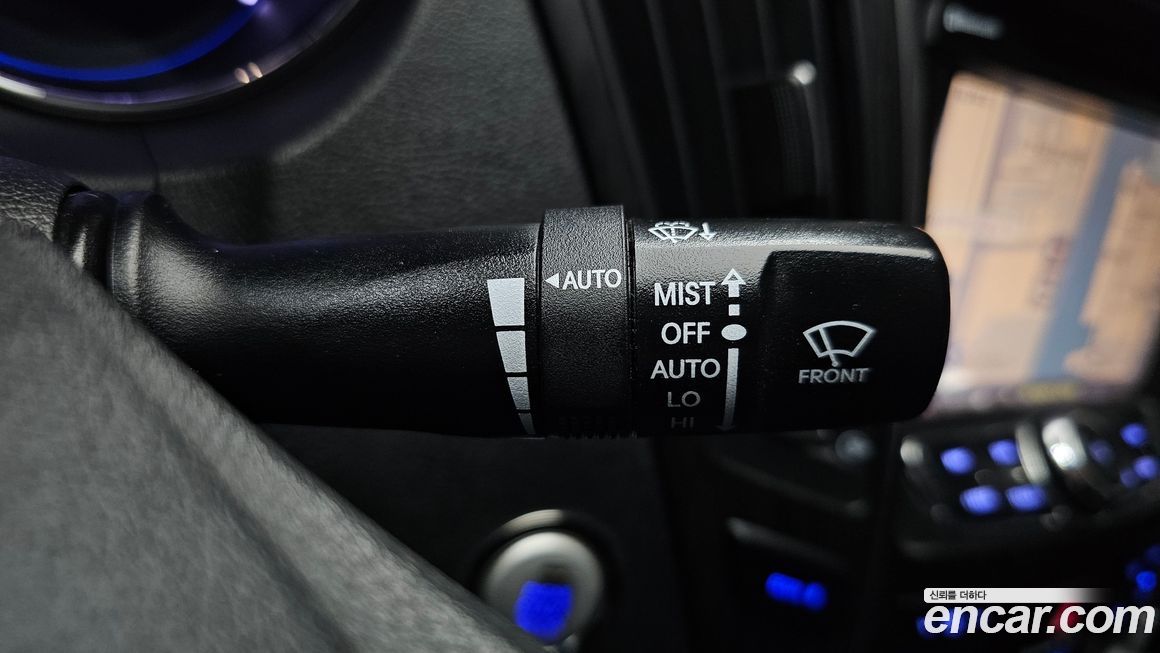 ◀AUTO
MIST
OFF
AUTO
LO
HI
FRONT
신뢰를 더하다
encar.com